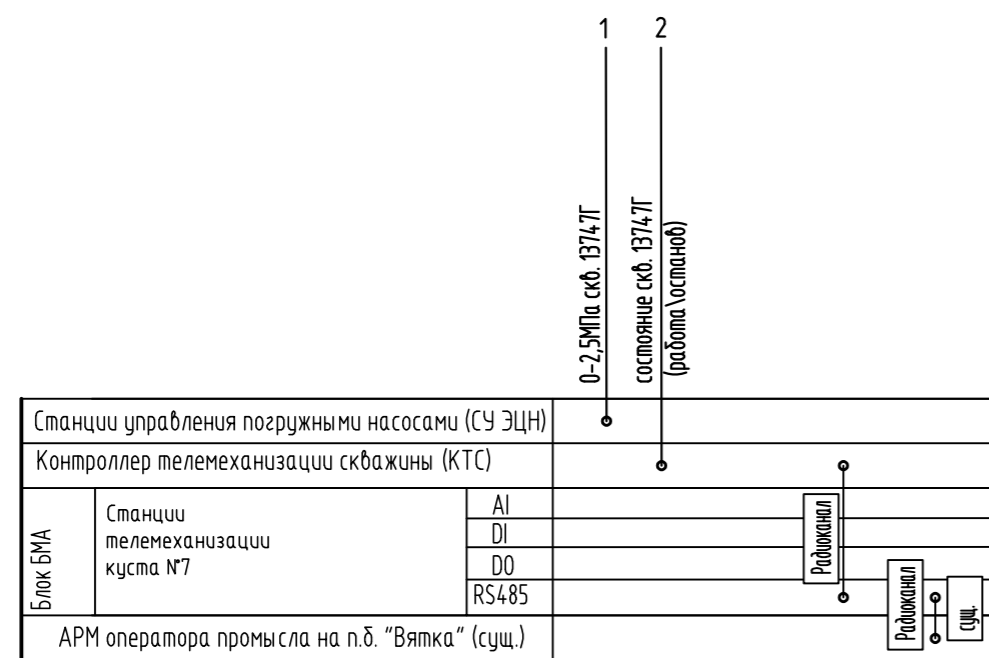 1
2
0-2,5МПа скв. 13747Г
состояние скв. 13747Г
(работа\останов)
Станции управления погружными насосами (СУ ЭЦН)
Контроллер телемеханизации скважины (КТС)
Блок БМА
Станции
телемеханизации
куста №7
AI
DI
DO
RS485
Радиоканал
Радиоканал
сущ.
АРМ оператора промысла на п.б. "Вятка" (сущ.)